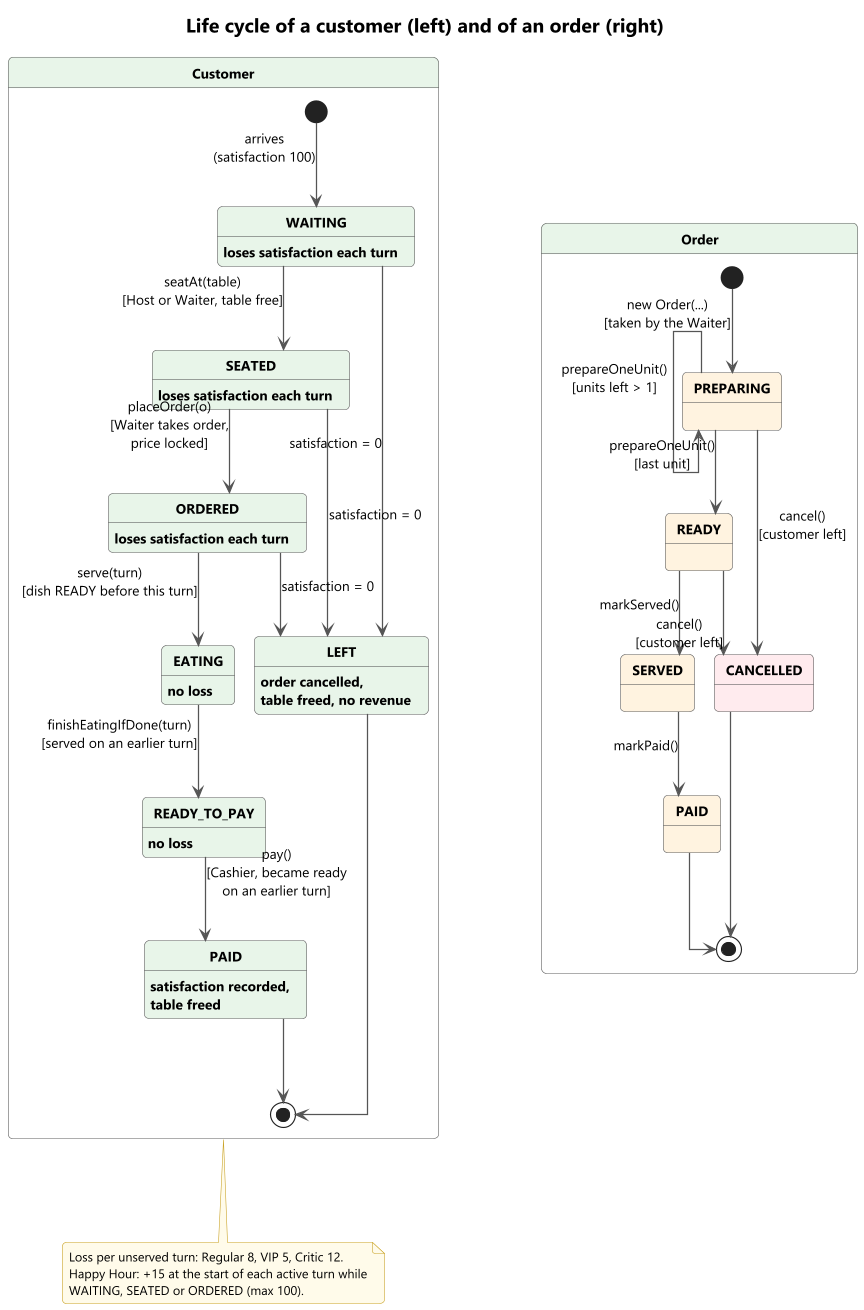 Life cycle of a customer (left) and of an order (right)
Customer
arrives
(satisfaction 100)
WAITING
loses satisfaction each turn
seatAt(table)
[Host or Waiter, table free]
SEATED
loses satisfaction each turn
placeOrder(o)
[Waiter takes order,
price locked]
satisfaction = 0
ORDERED
loses satisfaction each turn
satisfaction = 0
serve(turn)
[dish READY before this turn]
satisfaction = 0
EATING
no loss
LEFT
order cancelled,
table freed, no revenue
finishEatingIfDone(turn)
[served on an earlier turn]
READY_TO_PAY
no loss
pay()
[Cashier, became ready
on an earlier turn]
PAID
satisfaction recorded,
table freed
Loss per unserved turn: Regular 8, VIP 5, Critic 12.
Happy Hour: +15 at the start of each active turn while
WAITING, SEATED or ORDERED (max 100).
Order
new Order(...)
[taken by the Waiter]
prepareOneUnit()
[units left > 1]
PREPARING
prepareOneUnit()
[last unit]
READY
cancel()
[customer left]
markServed()
cancel()
[customer left]
SERVED
CANCELLED
markPaid()
PAID